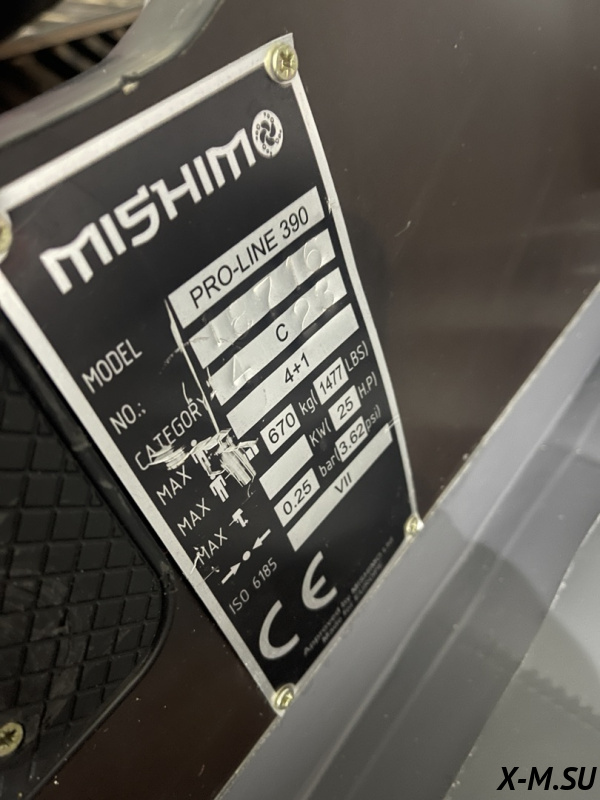 MISHIMO
MODEL PRO-LINE 390
NO.:
CATEGORY C
MAX 4+1
MAX 670 kg( 1477 LBS)
MAX KW( 25 H.P)
0.25 bar( 3.62 psi)
ISO 6185 VII
CE
X-M.SU